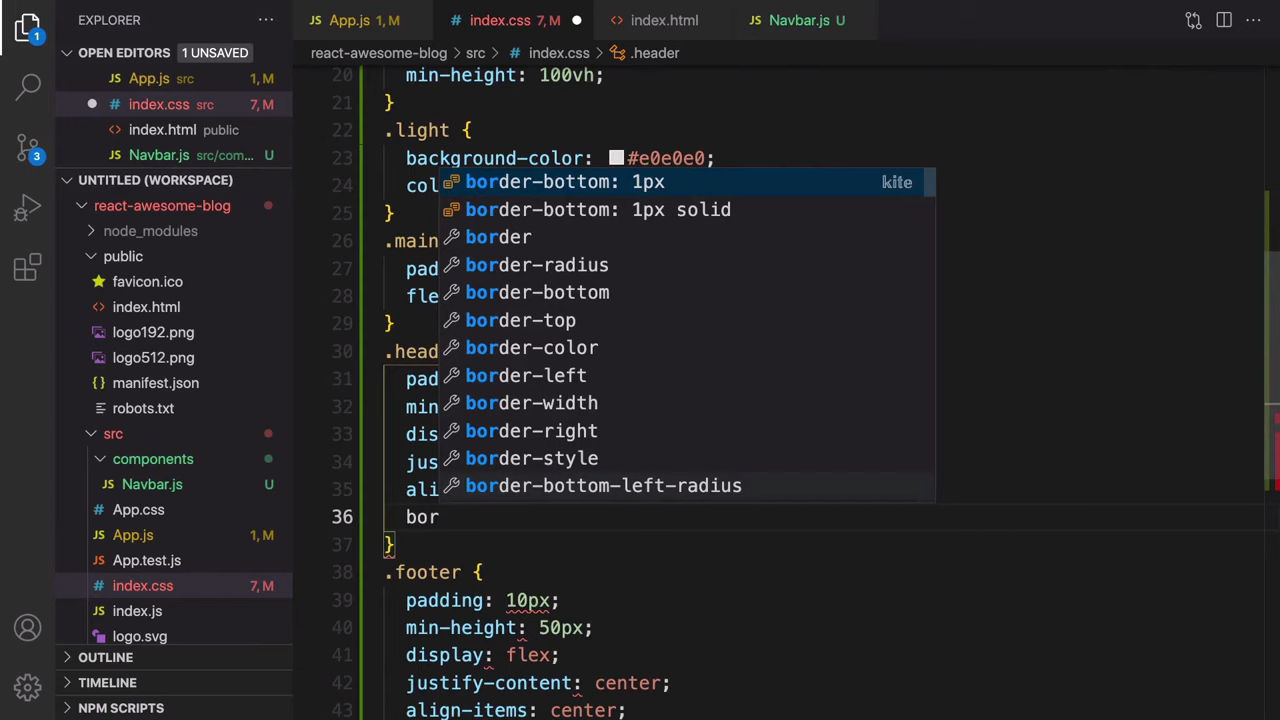 EXPLORER
App.js 1, M
index.css 7, M
index.html
Navbar.js U
OPEN EDITORS 1 UNSAVED
App.js src 1, M
index.css src 7, M
index.html public
Navbar.js src/com... U
UNTITLED (WORKSPACE)
react-awesome-blog
node_modules
public
favicon.ico
index.html
logo192.png
logo512.png
manifest.json
robots.txt
src
components
Navbar.js U
App.css
App.js 1, M
App.test.js
index.css 7, M
index.js
logo.svg
OUTLINE
TIMELINE
NPM SCRIPTS
1
3
react-awesome-blog > src > # index.css > .header
20 min-height: 100vh;
21 }
22 .light {
23 background-color: #e0e0e0;
24 col
25 }
26 .main
27 pad
28 fle
29 }
30 .head
31 pad
32 min
33 dis
34 jus
35 ali
36 bor
37 }
38 .footer {
39 padding: 10px;
40 min-height: 50px;
41 display: flex;
42 justify-content: center;
43 align-items: center;
border-bottom: 1px kite
border-bottom: 1px solid
border
border-radius
border-bottom
border-top
border-color
border-left
border-width
border-right
border-style
border-bottom-left-radius